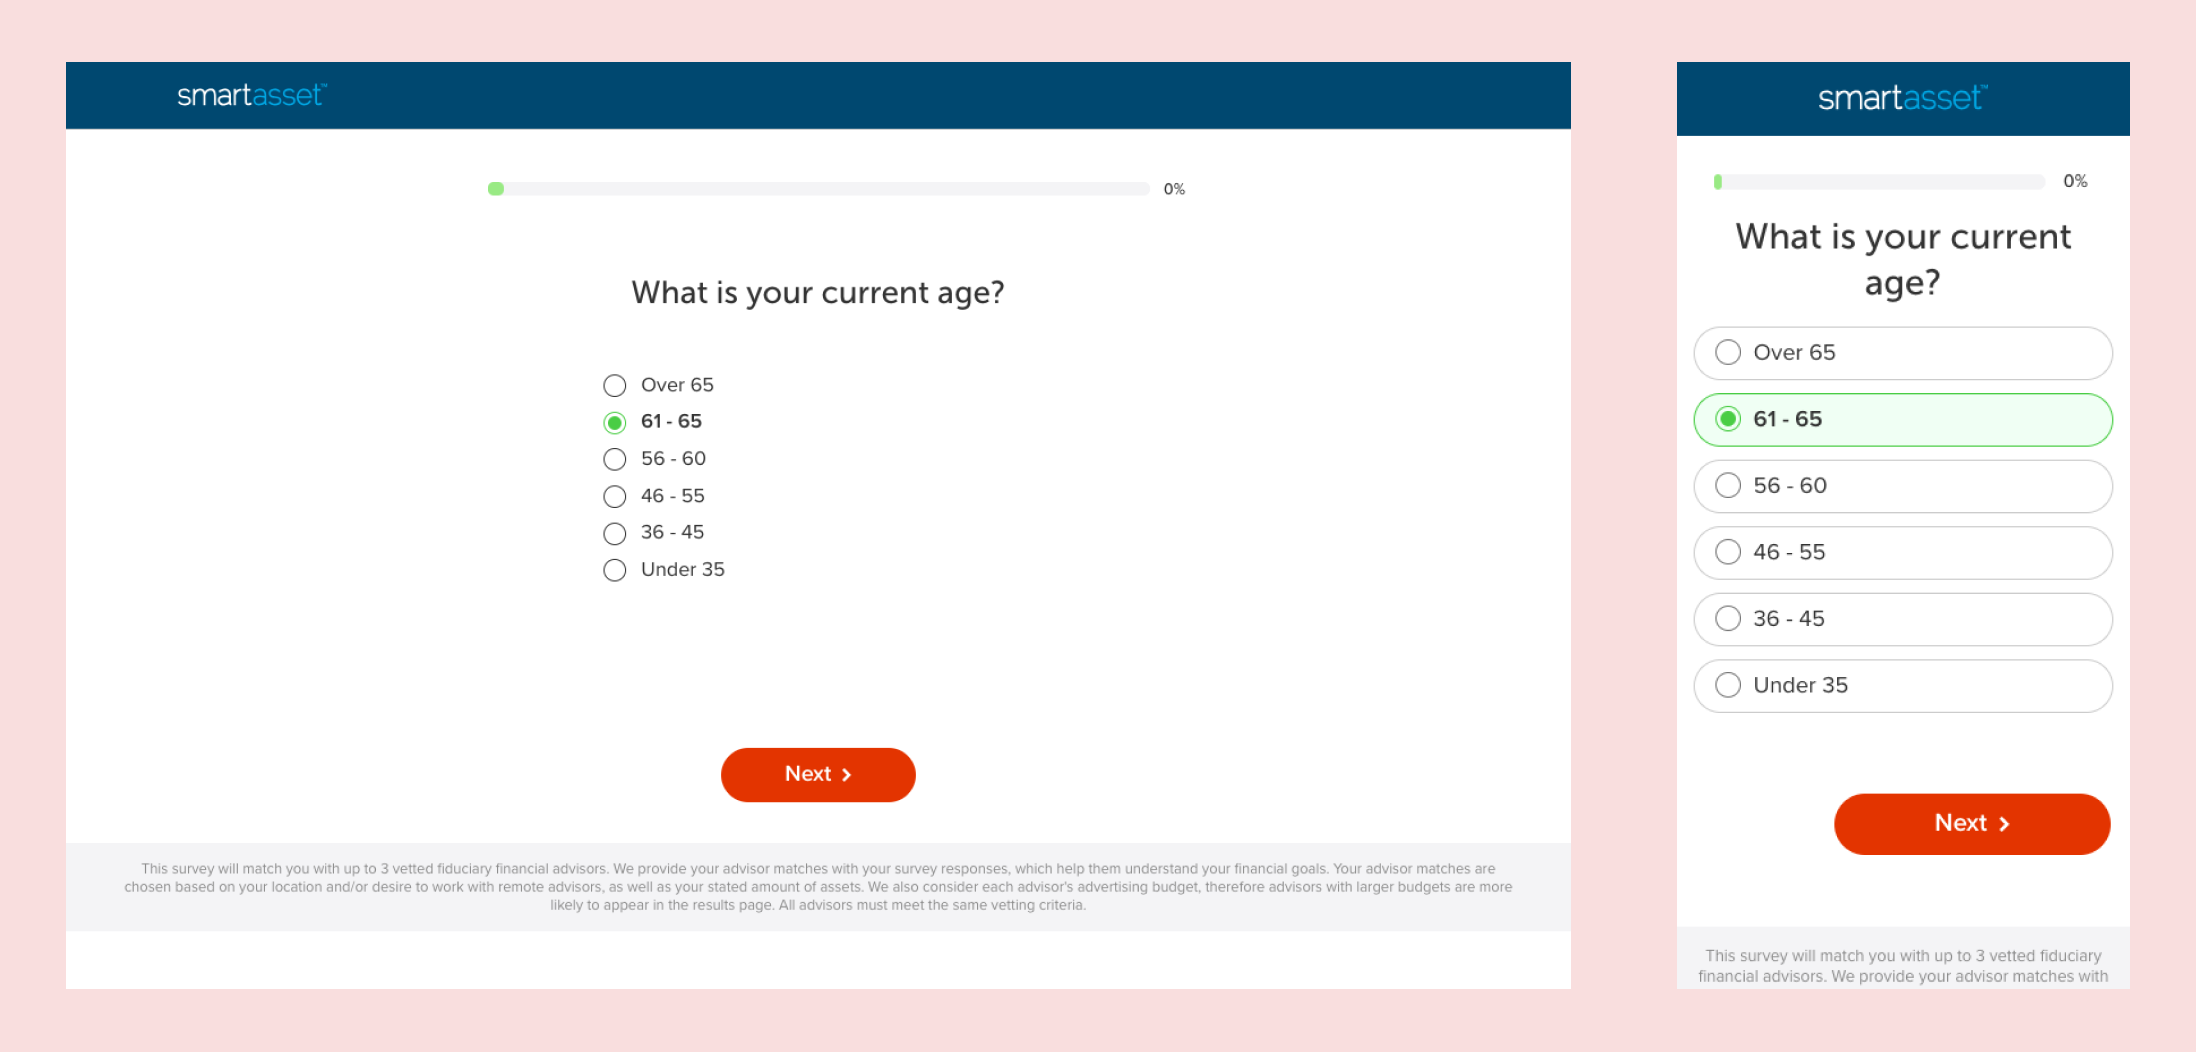 smartasset™
0%
What is your current age?
Over 65
61 - 65
56 - 60
46 - 55
36 - 45
Under 35
Next
This survey will match you with up to 3 vetted fiduciary financial advisors. We provide your advisor matches with your survey responses, which help them understand your financial goals. Your advisor matches are
chosen based on your location and/or desire to work with remote advisors, as well as your stated amount of assets. We also consider each advisor's advertising budget, therefore advisors with larger budgets are more
likely to appear in the results page. All advisors must meet the same vetting criteria.
smartasset™
0%
What is your current
age?
Over 65
61 - 65
56 - 60
46 - 55
36 - 45
Under 35
Next
This survey will match you with up to 3 vetted fiduciary
financial advisors. We provide your advisor matches with